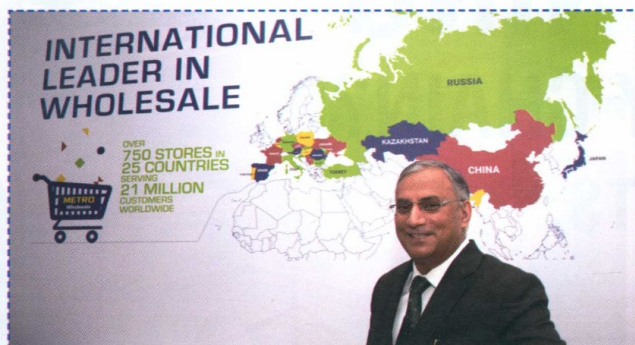 INTERNATIONAL
LEADER IN
WHOLESALE
OVER
750 STORES IN
25 COUNTRIES
SERVING
21 MILLION
CUSTOMERS
WORLDWIDE
METRO
Wholesale
RUSSIA
KAZAKHSTAN
CHINA
JAPAN
TURKEY